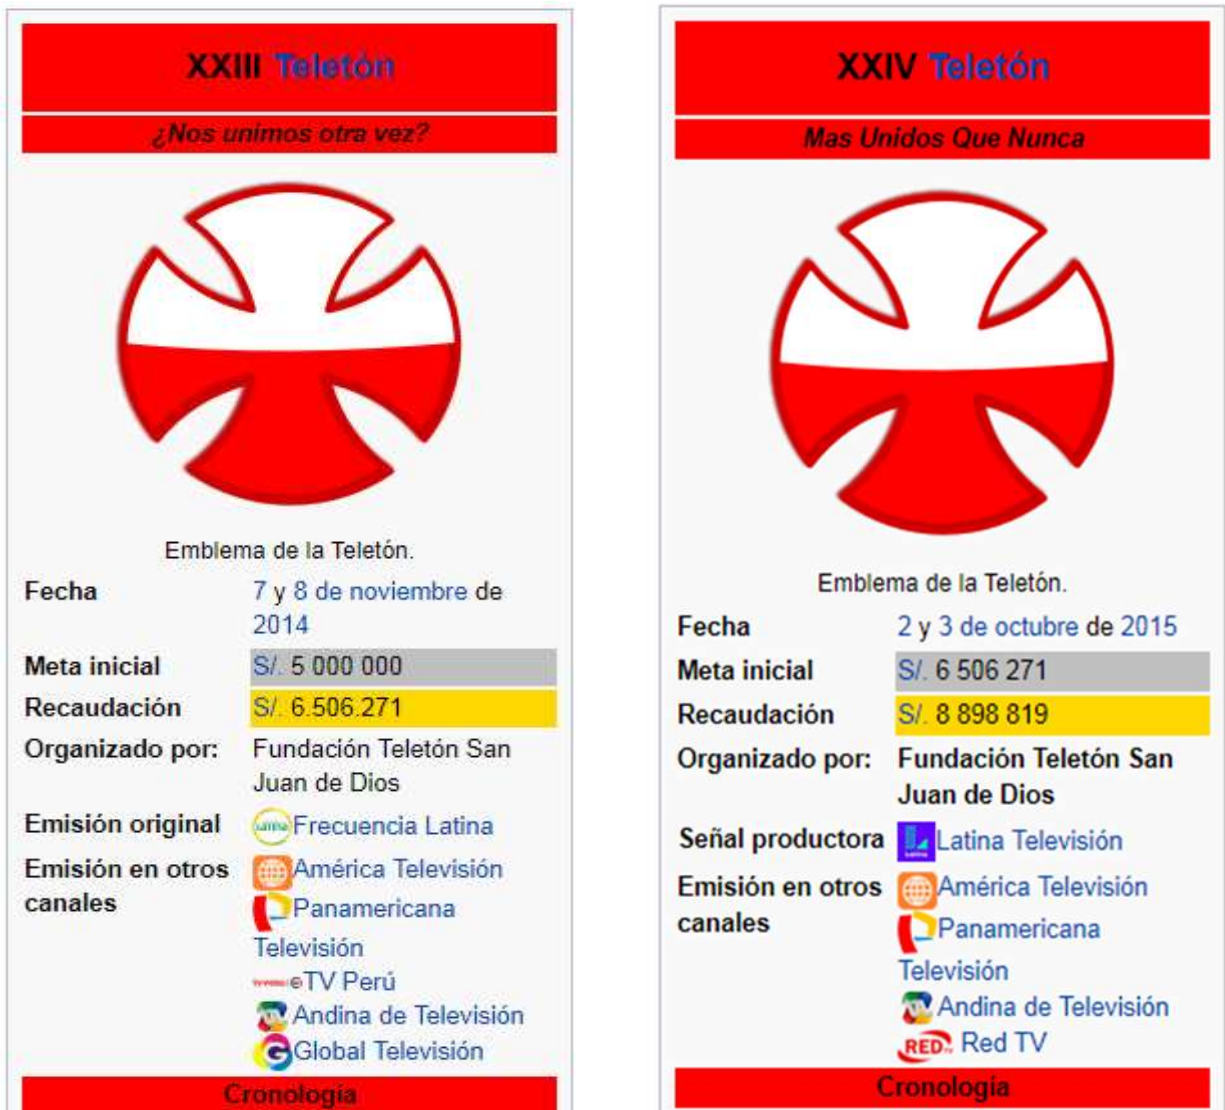 XXIII Teletón
¿Nos unimos otra vez?
Emblema de la Teletón.
Fecha 7 y 8 de noviembre de
2014
Meta inicial S/. 5 000 000
Recaudación S/. 6.506.271
Organizado por: Fundación Teletón San
Juan de Dios
Emisión original Frecuencia Latina
Emisión en otros América Televisión
canales Panamericana
Televisión
TV Perú
Andina de Televisión
Global Televisión
Cronología
XXIV Teletón
Mas Unidos Que Nunca
Emblema de la Teletón.
Fecha 2 y 3 de octubre de 2015
Meta inicial S/. 6 506 271
Recaudación S/. 8 898 819
Organizado por: Fundación Teletón San
Juan de Dios
Señal productora Latina Televisión
Emisión en otros América Televisión
canales Panamericana
Televisión
Andina de Televisión
RED Red TV
Cronología